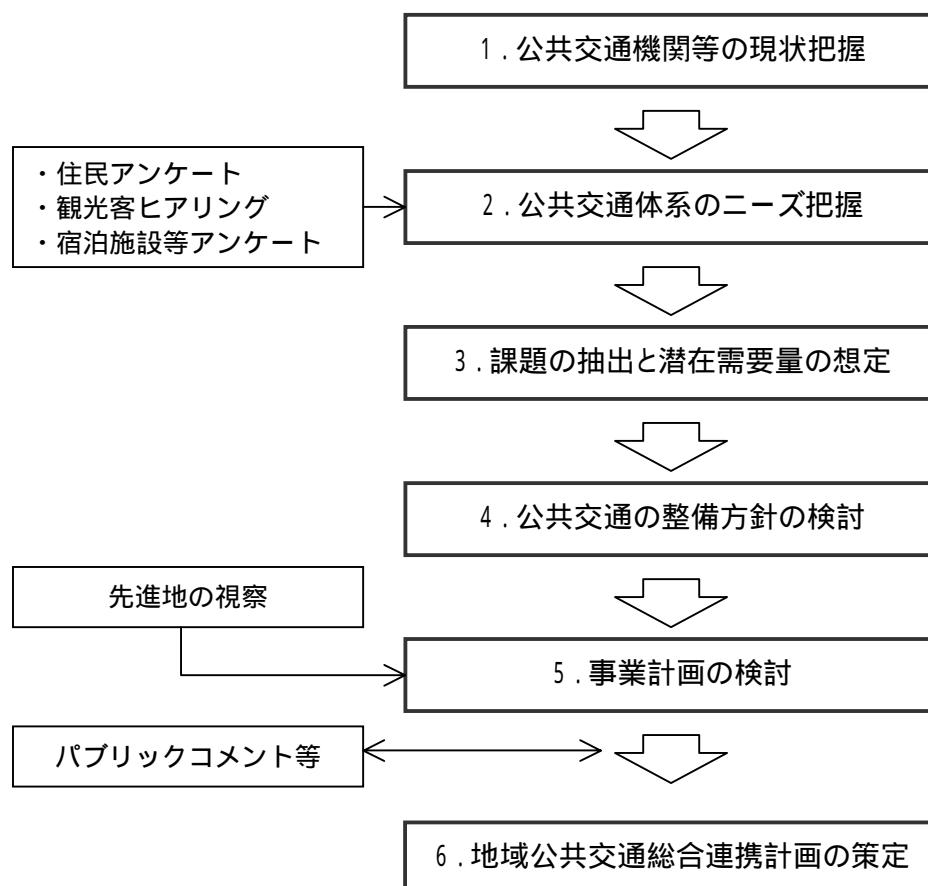 1．公共交通機関等の現状把握
・住民アンケート
・観光客ヒアリング
・宿泊施設等アンケート
2．公共交通体系のニーズ把握
3．課題の抽出と潜在需要量の想定
4．公共交通の整備方針の検討
先進地の視察
5．事業計画の検討
パブリックコメント等
6．地域公共交通総合連携計画の策定